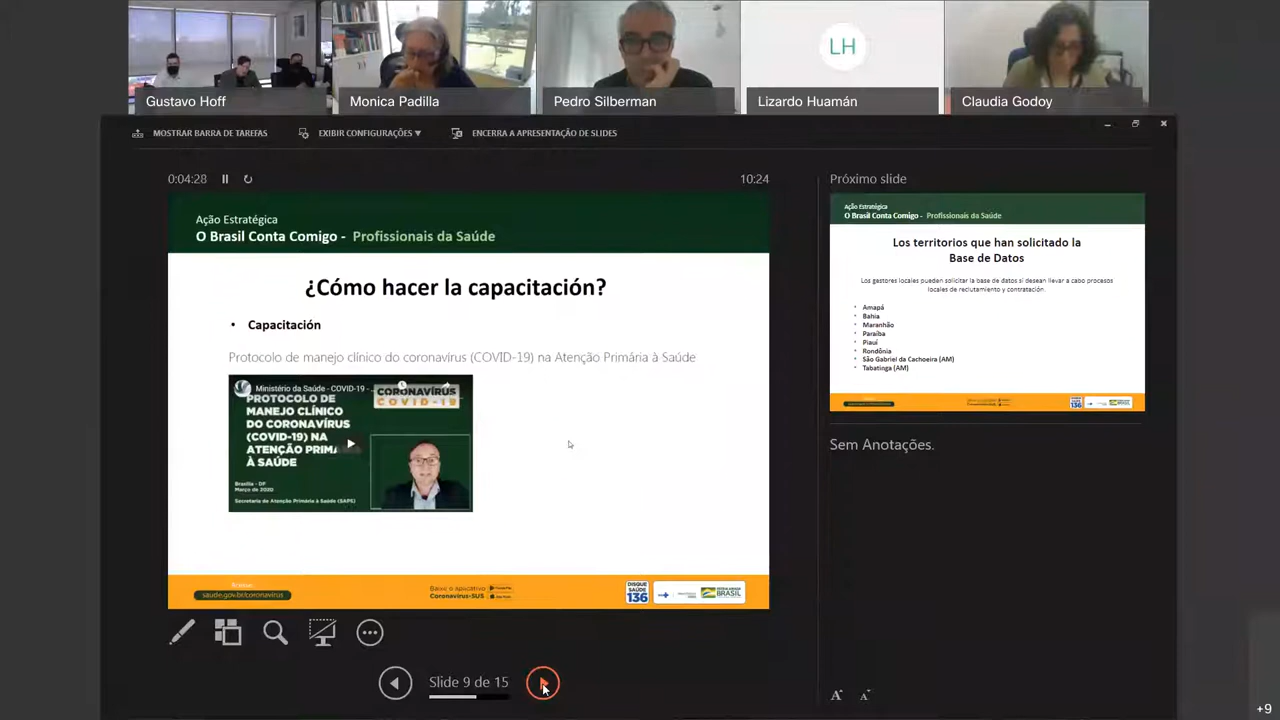 Gustavo Hoff
Monica Padilla
Pedro Silberman
LH
Lizardo Huamán
Claudia Godoy
MOSTRAR BARRA DE TAREFAS
EXIBIR CONFIGURAÇÕES
ENCERRA A APRESENTAÇÃO DE SLIDES
0:04:28
10:24
Ação Estratégica
O Brasil Conta Comigo - Profissionais da Saúde
¿Cómo hacer la capacitación?
• Capacitación
Protocolo de manejo clínico do coronavírus (COVID-19) na Atenção Primária à Saúde
Ministério da Saúde - COVID-19 -
PROTOCOLO DE
MANEJO CLÍNICO
DO CORONAVÍRUS
(COVID-19) NA
ATENÇÃO PRIM
À SAÚDE
Brasília - DF
Março de 2020
Secretaria de Atenção Primária à Saúde (SAPS)
CORONAVÍRUS
COVID-19
saude.gov.br/coronavirus
Baixe o aplicativo
Coronavírus-SUS
DISQUE
SAÚDE
136
BRASIL
Próximo slide
Ação Estratégica
O Brasil Conta Comigo - Profissionais da Saúde
Los territorios que han solicitado la
Base de Datos
Los gestores locales pueden solicitar la base de datos si desean llevar a cabo procesos
locales de reclutamiento y contratación.
• Amapá
• Bahia
• Maranhão
• Paraíba
• Piauí
• Rondônia
• São Gabriel da Cachoeira (AM)
• Tabatinga (AM)
136
BRASIL
Sem Anotações.
Slide 9 de 15
A A
+9